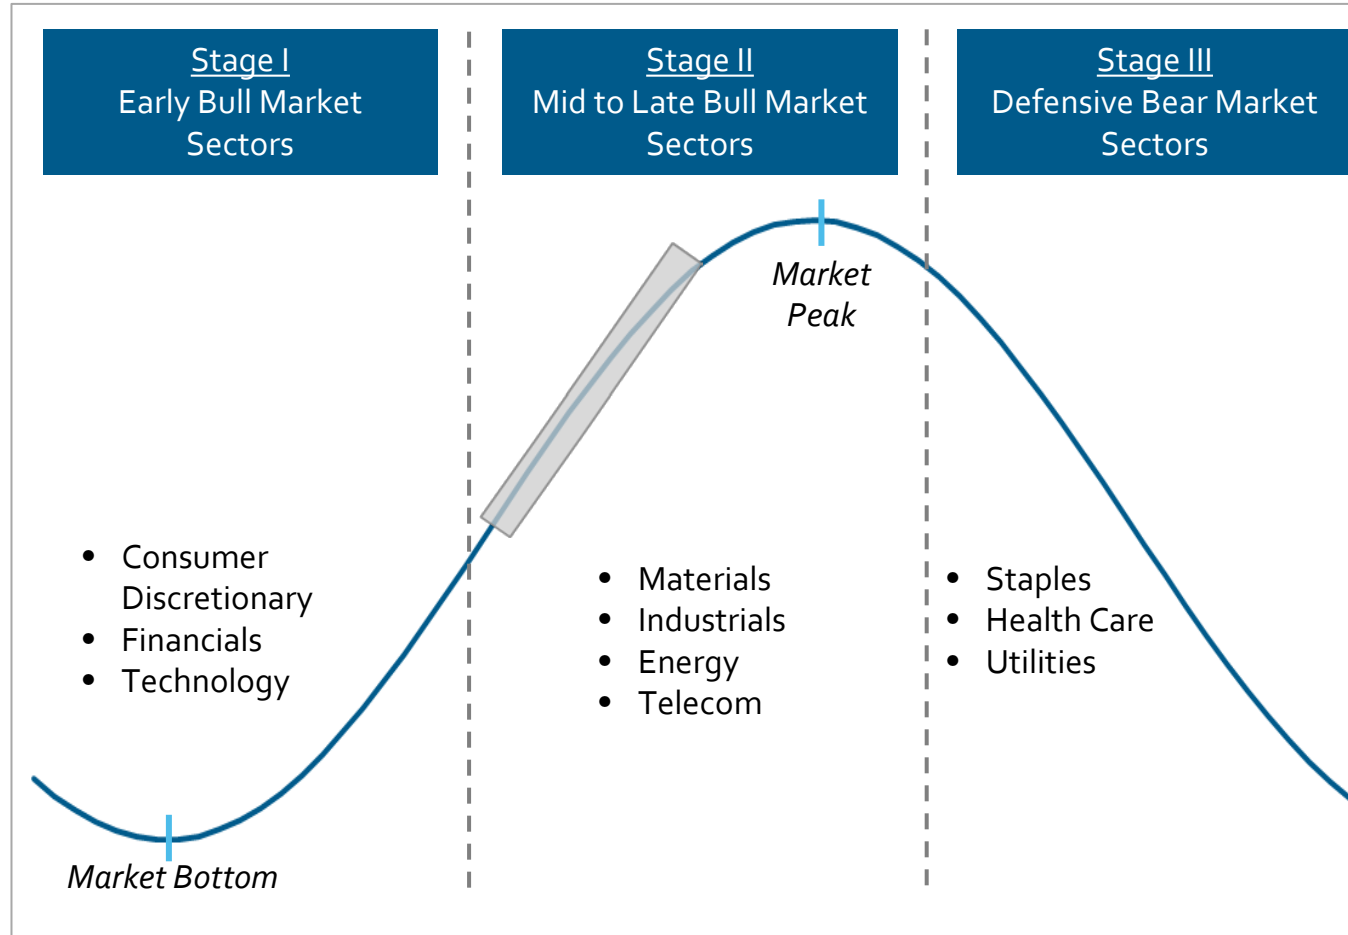 Stage I
Early Bull Market
Sectors
Stage II
Mid to Late Bull Market
Sectors
Stage III
Defensive Bear Market
Sectors
Market
Peak
• Consumer
Discretionary
• Financials
• Technology
• Materials
• Industrials
• Energy
• Telecom
• Staples
• Health Care
• Utilities
Market Bottom